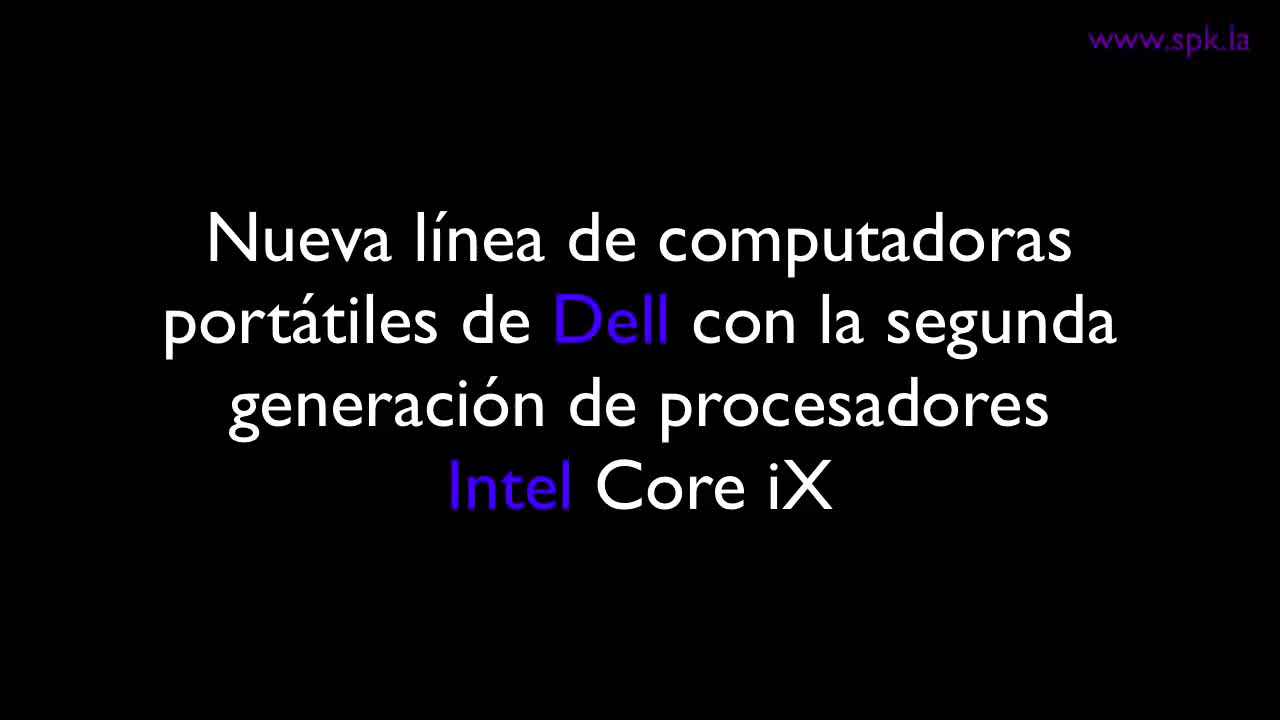 www.spk.la
Nueva línea de computadoras
portátiles de Dell con la segunda
generación de procesadores
Intel Core iX